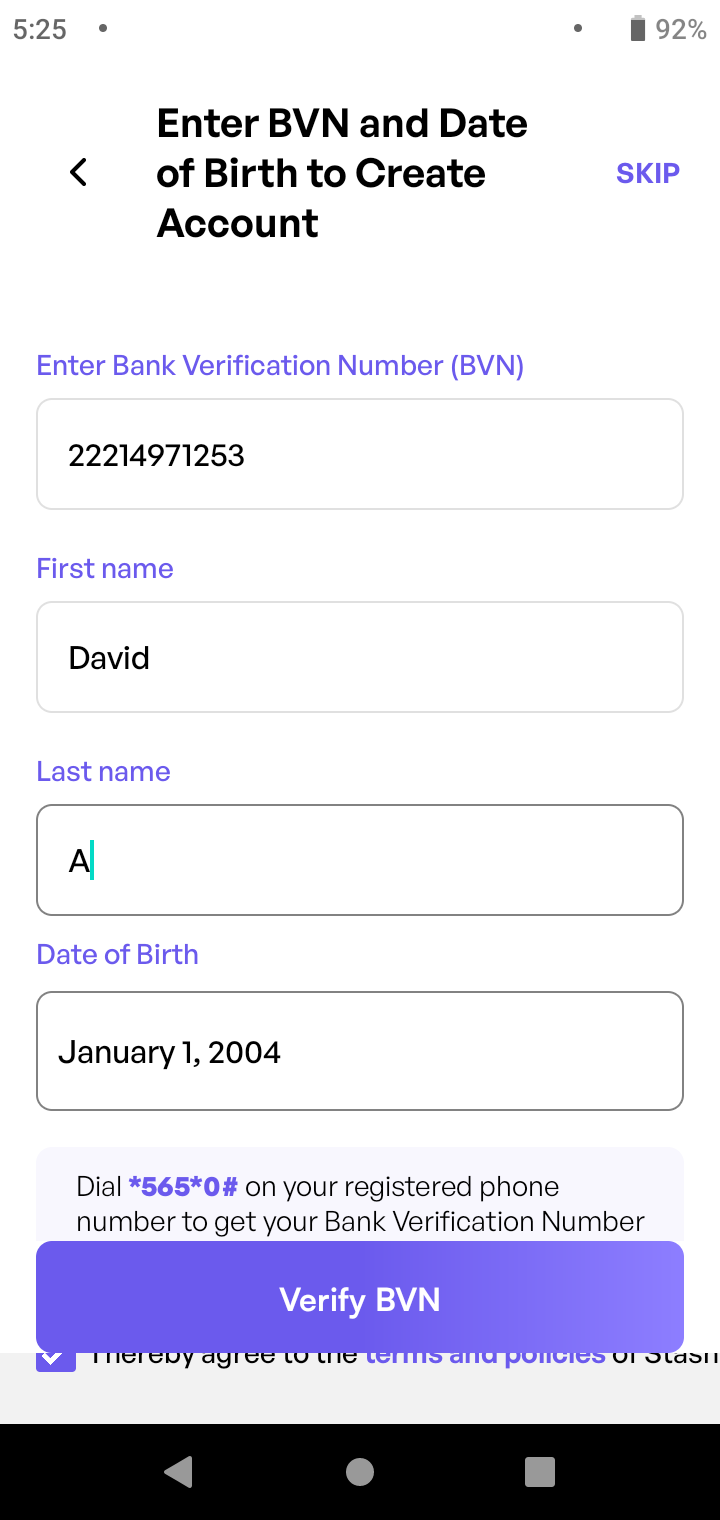 5:25
92%
Enter BVN and Date
of Birth to Create
Account
SKIP
Enter Bank Verification Number (BVN)
22214971253
First name
David
Last name
A
Date of Birth
January 1, 2004
Dial *565*0# on your registered phone
number to get your Bank Verification Number
Verify BVN
I hereby agree to the terms and policies of Stash